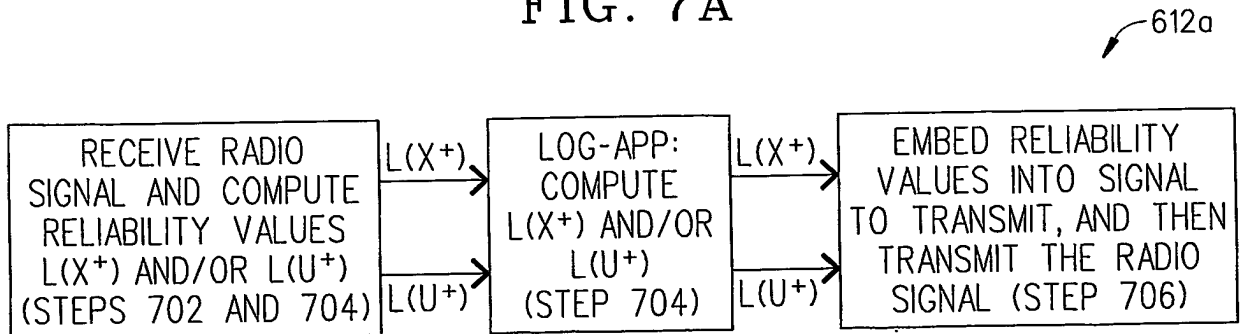 FIG. 7A
612a
RECEIVE RADIO
SIGNAL AND COMPUTE
RELIABILITY VALUES
L(X+) AND/OR L(U+)
(STEPS 702 AND 704)
L(X+)
L(U+)
LOG-APP:
COMPUTE
L(X+) AND/OR
L(U+)
(STEP 704)
L(X+)
L(U+)
EMBED RELIABILITY
VALUES INTO SIGNAL
TO TRANSMIT, AND THEN
TRANSMIT THE RADIO
SIGNAL (STEP 706)